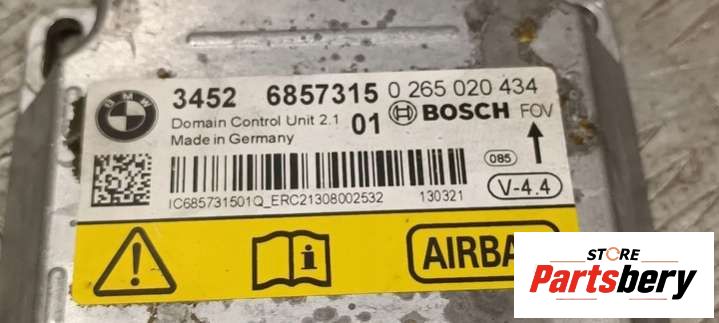 BMW
3452 6857315 0 265 020 434
Domain Control Unit 2.1 01 BOSCH FOV
Made in Germany
085
V-4.4
IC685731501Q_ERC21308002532 130321
i
AIRBA
STORE
Partsbery